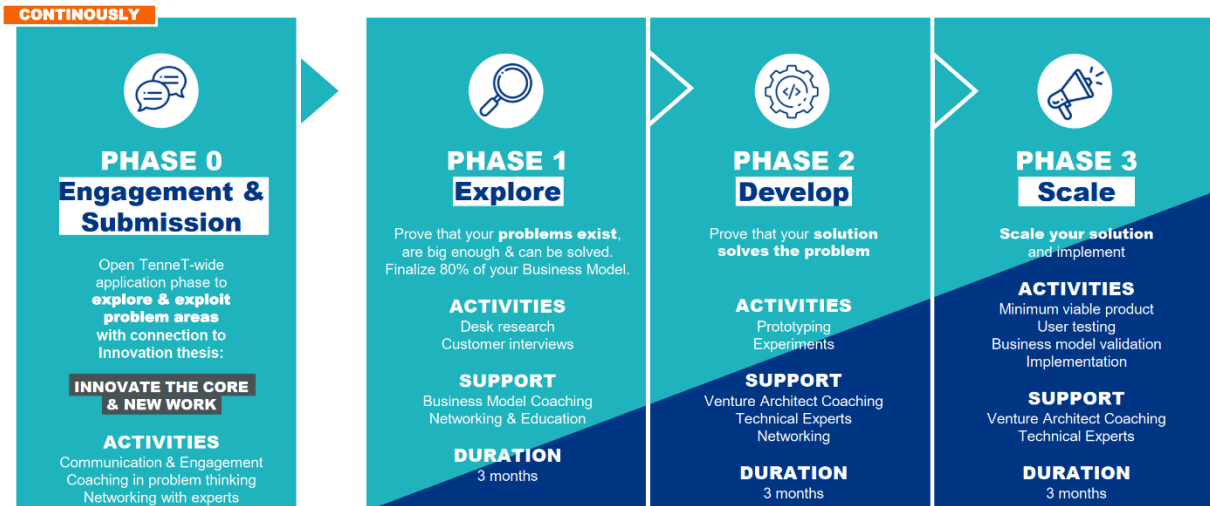 CONTINOUSLY
PHASE 0
Engagement &
Submission
Open TenneT-wide
application phase to
explore & exploit
problem areas
with connection to
Innovation thesis:
INNOVATE THE CORE
& NEW WORK
ACTIVITIES
Communication & Engagement
Coaching in problem thinking
Networking with experts
PHASE 1
Explore
Prove that your problems exist,
are big enough & can be solved.
Finalize 80% of your Business Model.
ACTIVITIES
Desk research
Customer interviews
SUPPORT
Business Model Coaching
Networking & Education
DURATION
3 months
PHASE 2
Develop
Prove that your solution
solves the problem
ACTIVITIES
Prototyping
Experiments
SUPPORT
Venture Architect Coaching
Technical Experts
Networking
DURATION
3 months
PHASE 3
Scale
Scale your solution
and implement
ACTIVITIES
Minimum viable product
User testing
Business model validation
Implementation
SUPPORT
Venture Architect Coaching
Technical Experts
DURATION
3 months